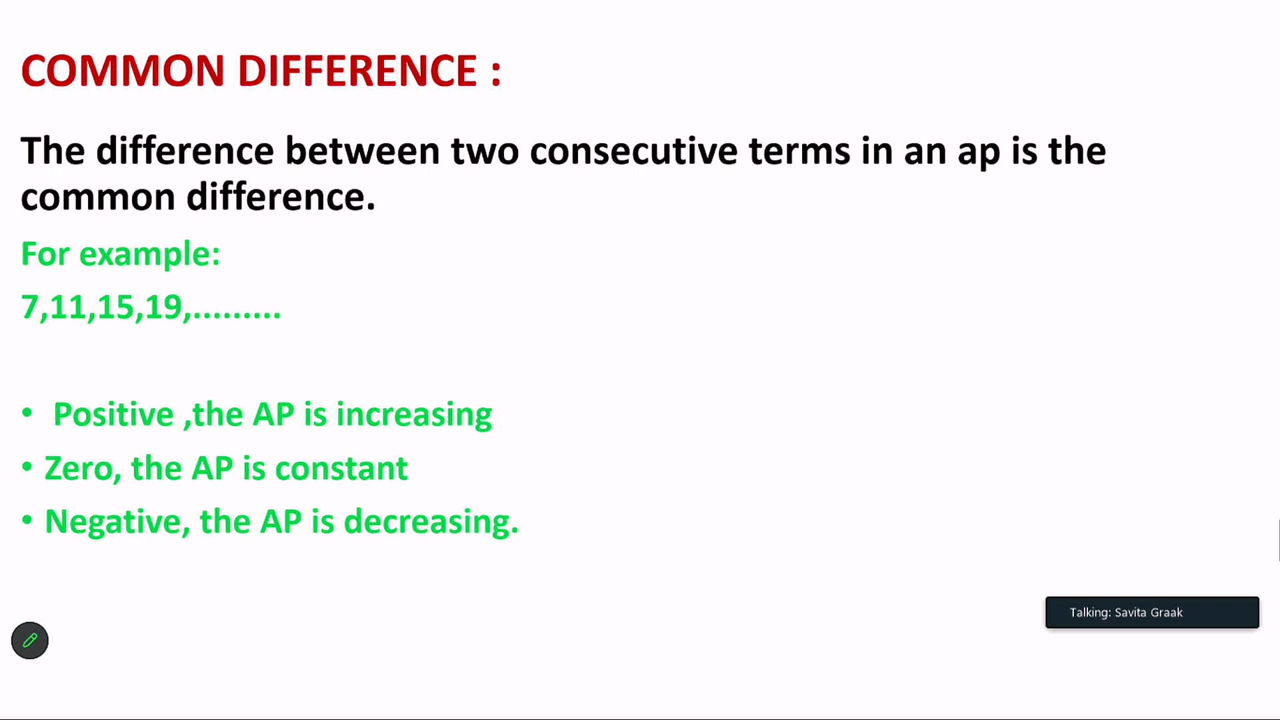 COMMON DIFFERENCE :
The difference between two consecutive terms in an ap is the
common difference.
For example:
7,11,15,19,.........
• Positive ,the AP is increasing
• Zero, the AP is constant
• Negative, the AP is decreasing.
Talking: Savita Graak